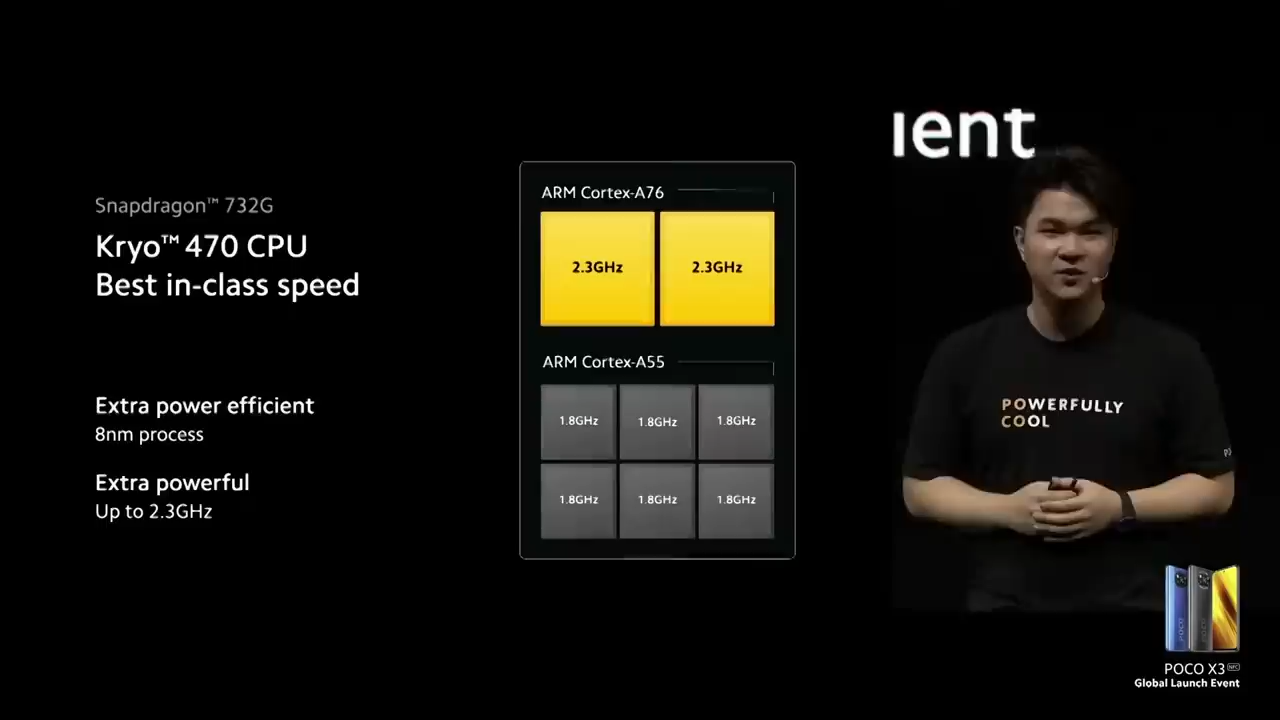 Snapdragon™ 732G
Kryo™ 470 CPU
Best in-class speed
Extra power efficient
8nm process
Extra powerful
Up to 2.3GHz
ARM Cortex-A76
2.3GHz 2.3GHz
ARM Cortex-A55
1.8GHz 1.8GHz 1.8GHz
1.8GHz 1.8GHz 1.8GHz
ient
POWERFULLY
COOL
POCO X3 NFC
Global Launch Event